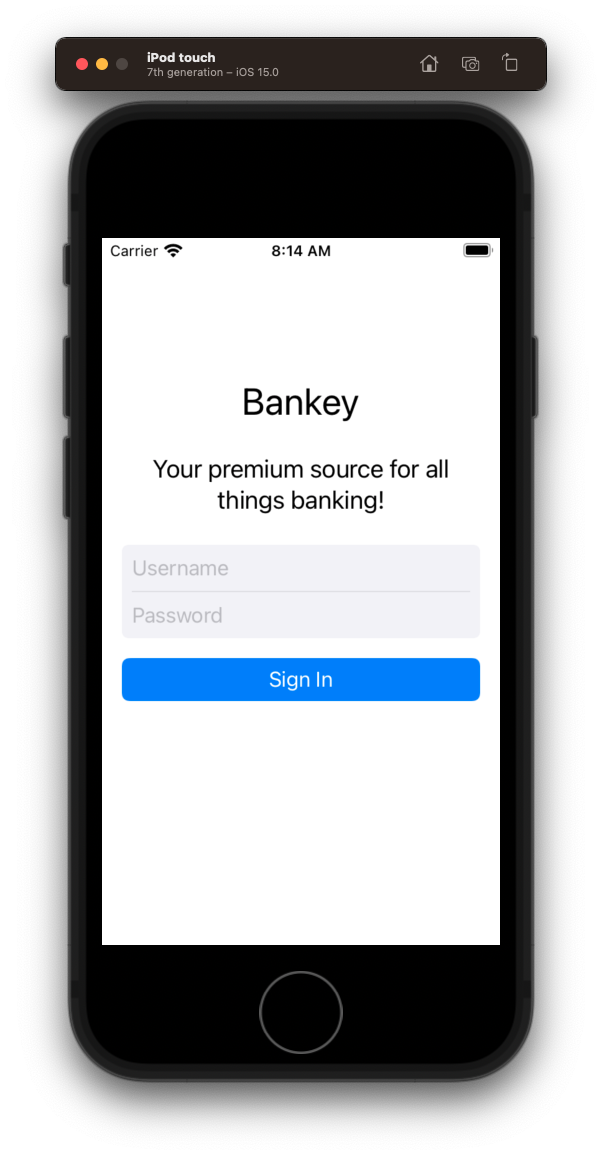 iPod touch
7th generation – iOS 15.0
Carrier 8:14 AM
Bankey
Your premium source for all
things banking!
Username
Password
Sign In